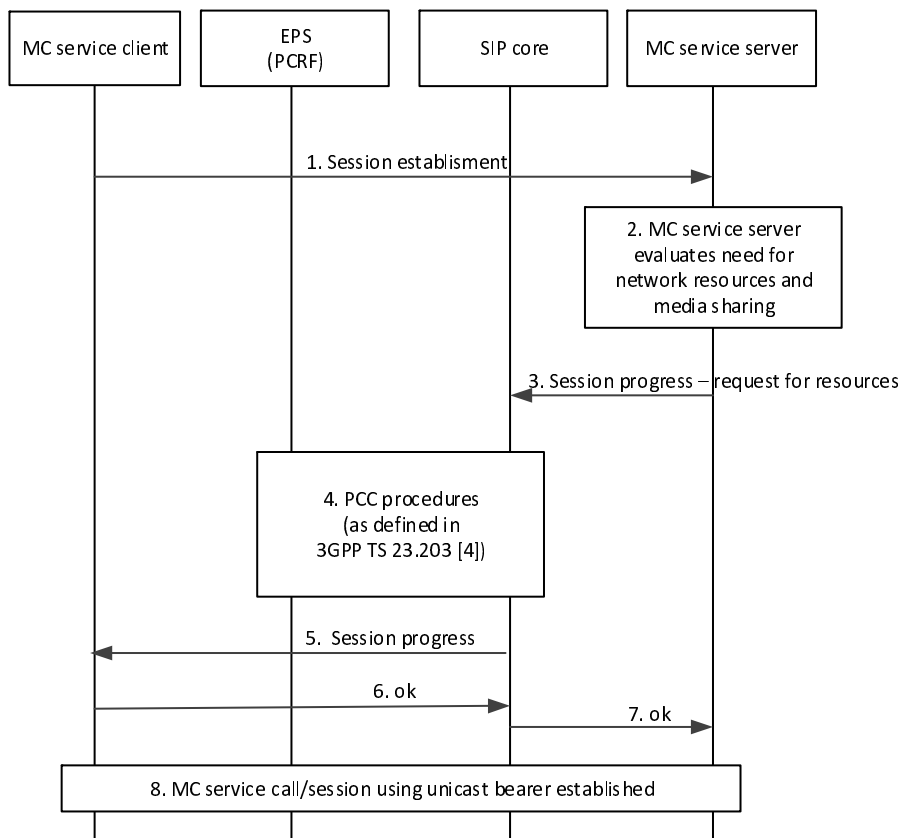 MC service client
EPS
(PCRF)
SIP core
MC service server
1. Session establisment
2. MC service server
evaluates need for
network resources and
media sharing
3. Session progress – request for resources
4. PCC procedures
(as defined in
3GPP TS 23.203 [4])
5. Session progress
6. ok
7. ok
8. MC service call/session using unicast bearer established